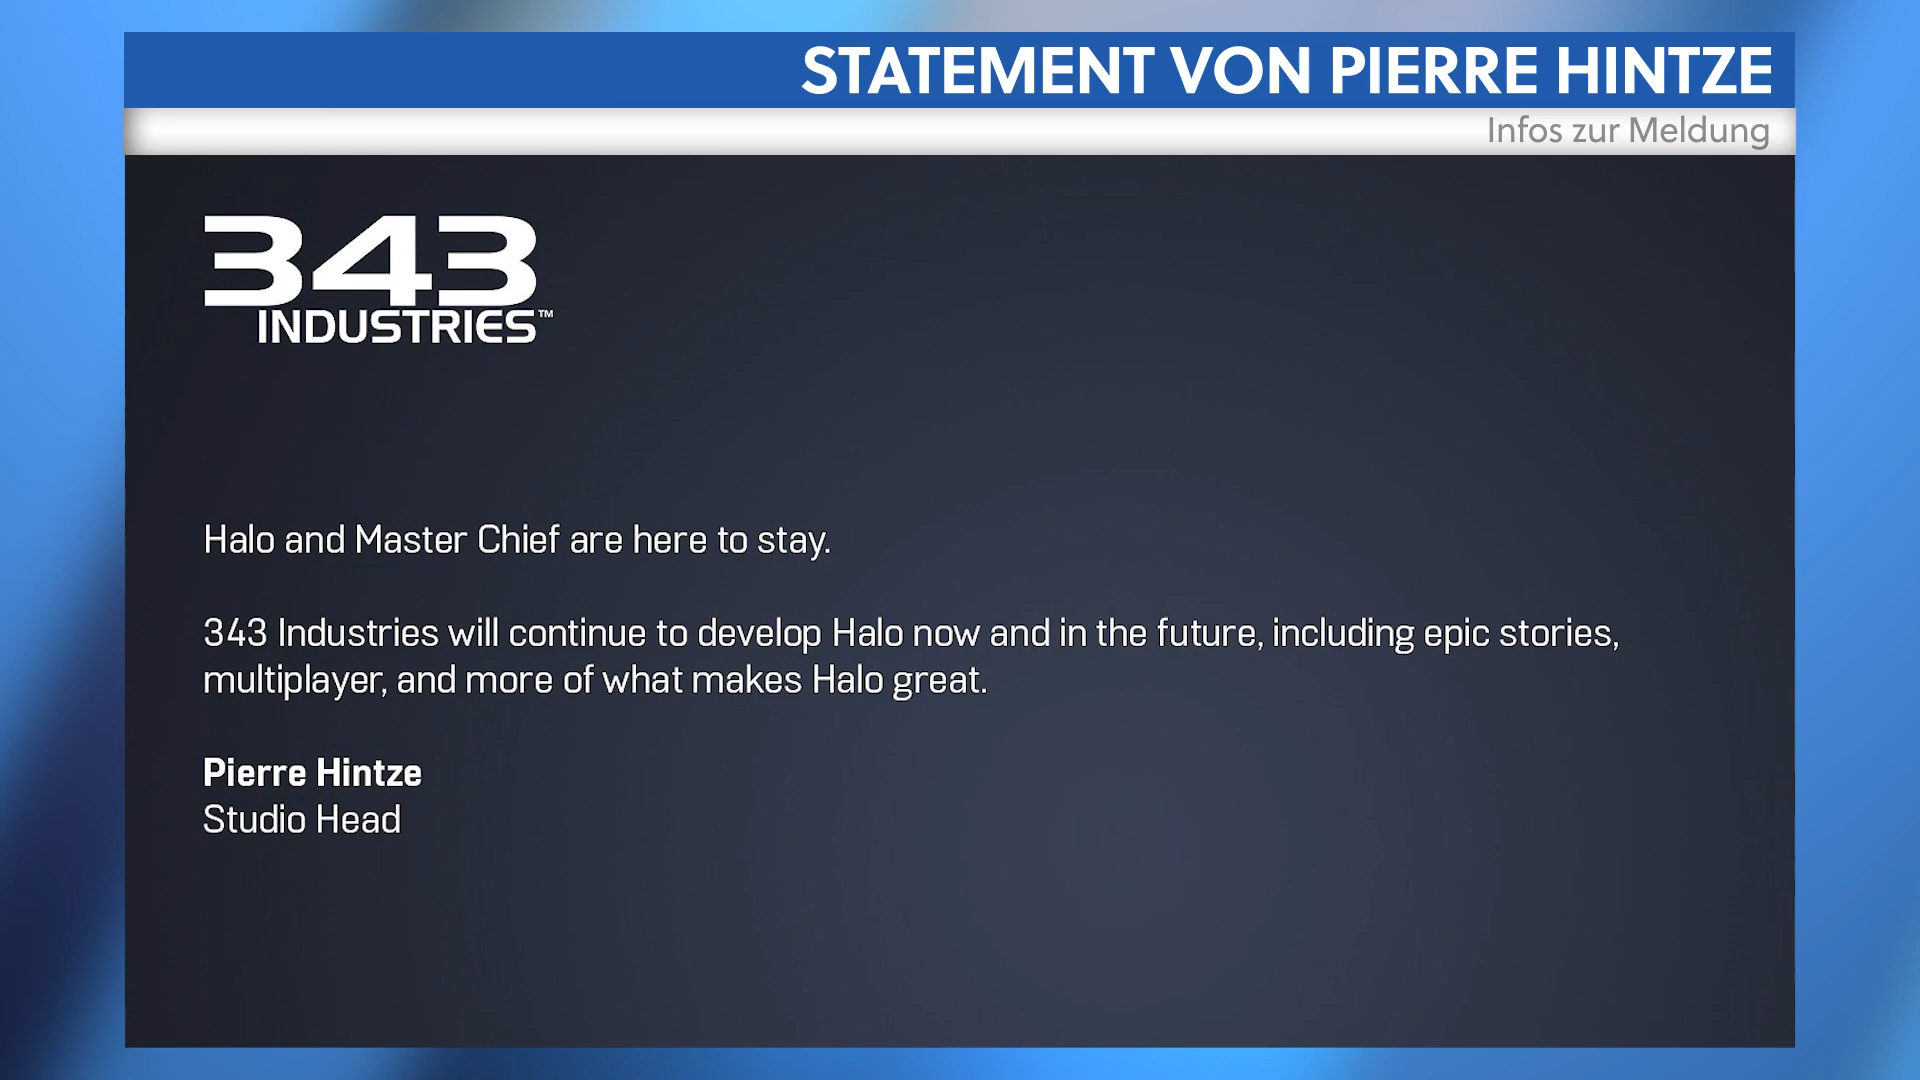 STATEMENT VON PIERRE HINTZE
Infos zur Meldung
343
INDUSTRIES™
Halo and Master Chief are here to stay.
343 Industries will continue to develop Halo now and in the future, including epic stories,
multiplayer, and more of what makes Halo great.
Pierre Hintze
Studio Head